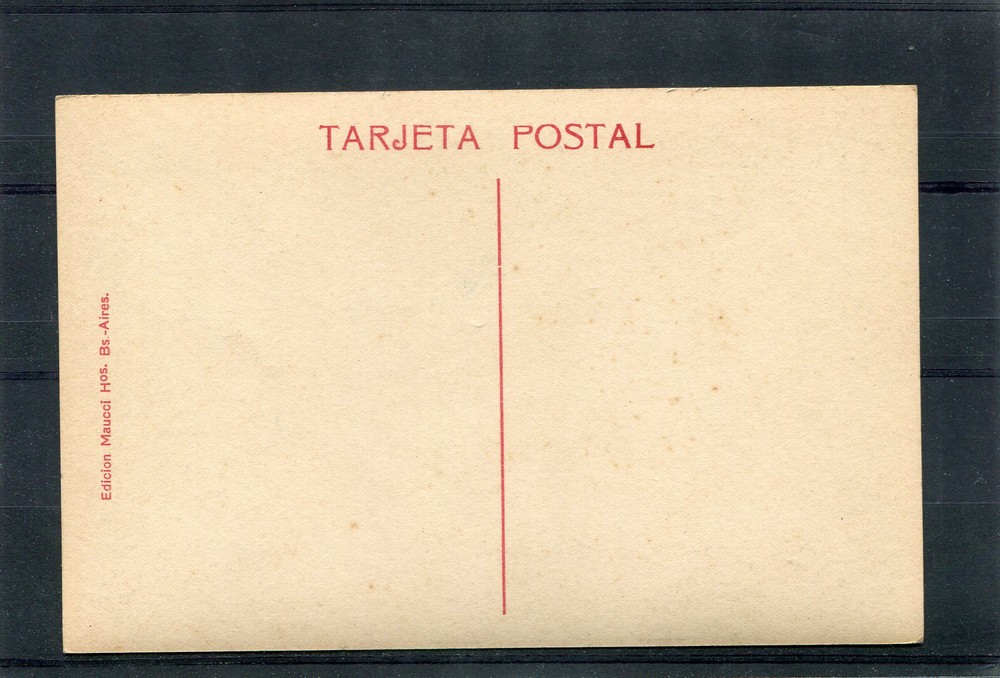 TARJETA POSTAL
Edicion Maucci Hos. Bs.-Aires.